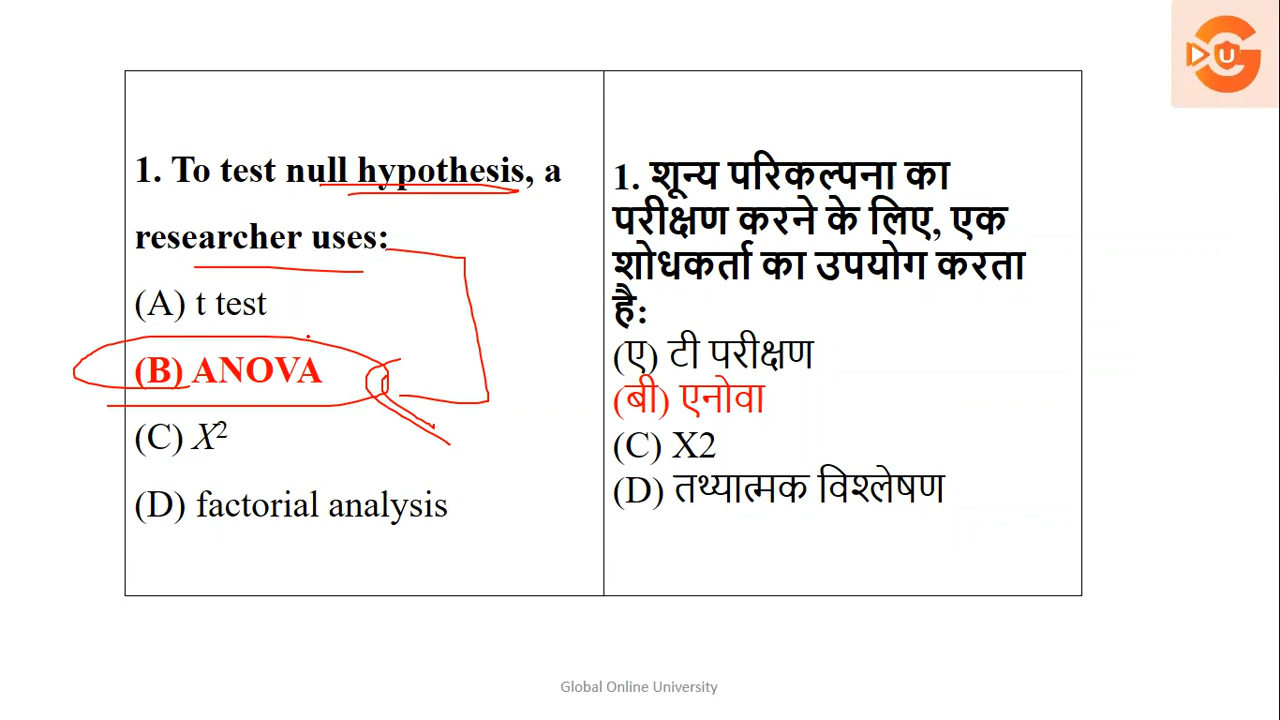 U
1. To test null hypothesis, a
researcher uses:
(A) t test
(B) ANOVA
(C) X²
(D) factorial analysis
1. शून्य परिकल्पना का
परीक्षण करने के लिए, एक
शोधकर्ता का उपयोग करता
है:
(ए) टी परीक्षण
(बी) एनोवा
(C) X2
(D) तथ्यात्मक विश्लेषण
Global Online University